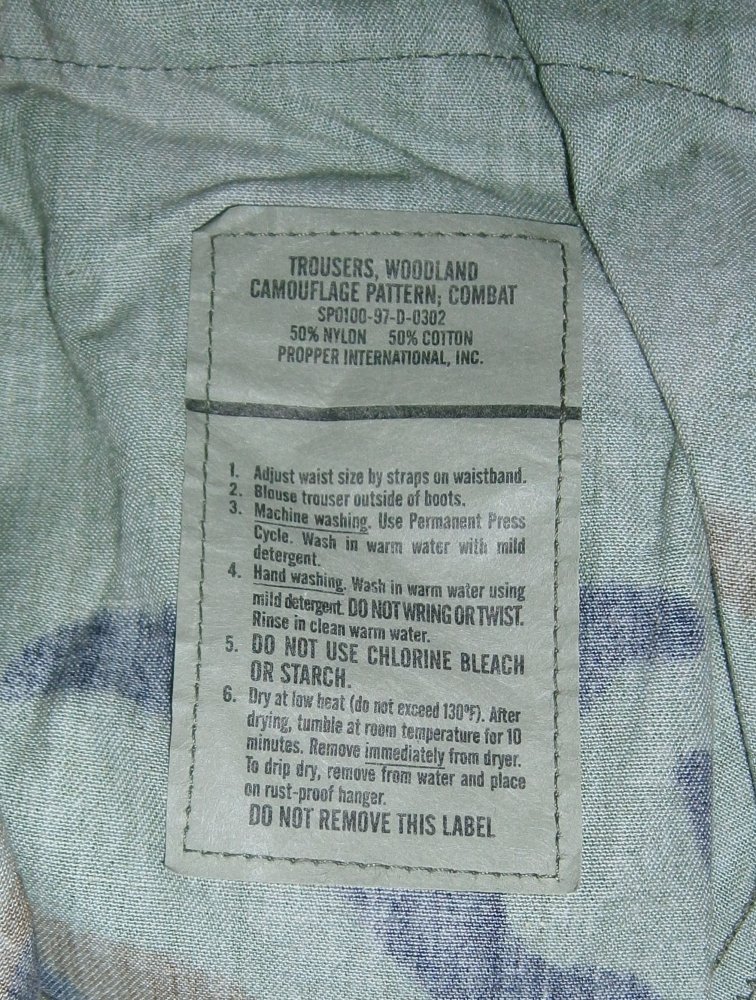 TROUSERS, WOODLAND
CAMOUFLAGE PATTERN; COMBAT
SPO100-97-D-0302
50% NYLON 50% COTTON
PROPPER INTERNATIONAL, INC.
1. Adjust waist size by straps on waistband.
2. Blouse trouser outside of boots.
3. Machine washing. Use Permanent Press
Cycle. Wash in warm water with mild
detergent.
4. Hand washing. Wash in warm water using
mild detergent. DO NOT WRING OR TWIST.
Rinse in clean warm water.
5. DO NOT USE CHLORINE BLEACH
OR STARCH.
6. Dry at low heat (do not exceed 130°F). After
drying, tumble at room temperature for 10
minutes. Remove immediately from dryer.
To drip dry, remove from water and place
on rust-proof hanger.
DO NOT REMOVE THIS LABEL